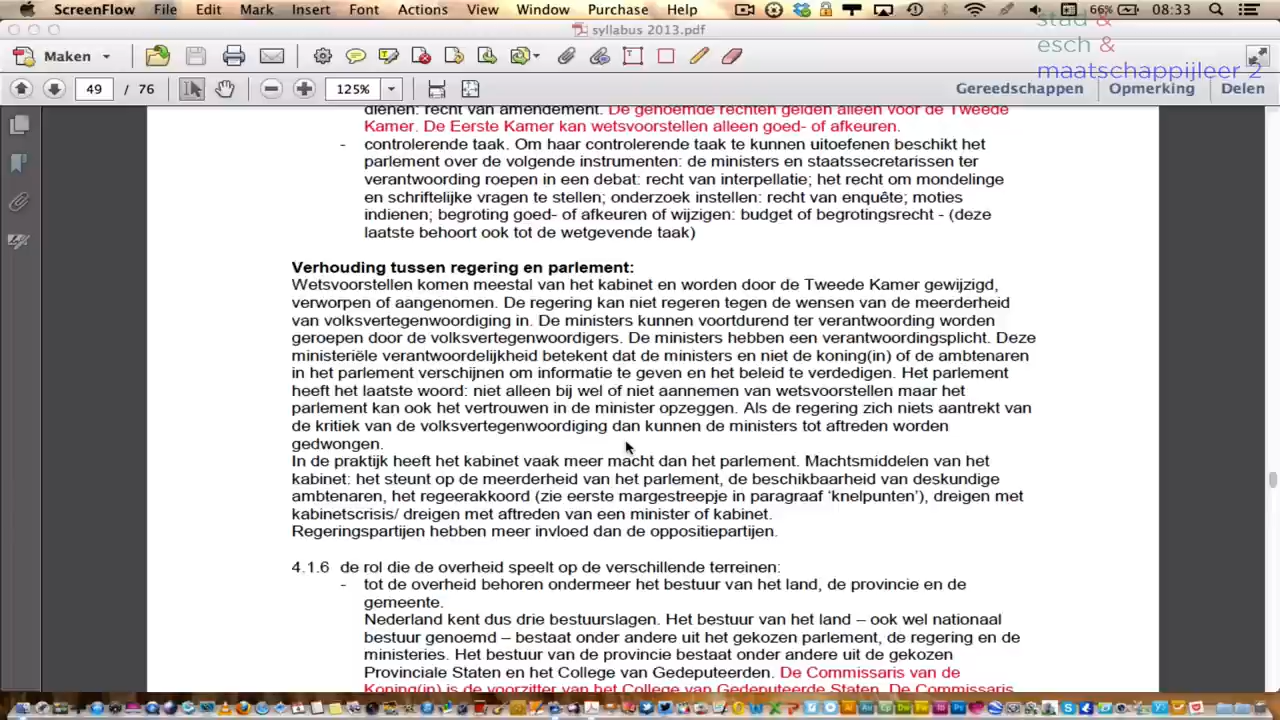 ScreenFlow File Edit Mark Insert Font Actions View Window Purchase Help 66% 08:33
syllabus 2013.pdf
stad &
esch &
maatschappijleer 2
Maken
49 / 76 125% Gereedschappen Opmerking Delen
dienen: recht van amendement. De genoemde rechten gelden alleen voor de Tweede
Kamer. De Eerste Kamer kan wetsvoorstellen alleen goed- of afkeuren.
- controlerende taak. Om haar controlerende taak te kunnen uitoefenen beschikt het
parlement over de volgende instrumenten: de ministers en staatssecretarissen ter
verantwoording roepen in een debat: recht van interpellatie; het recht om mondelinge
en schriftelijke vragen te stellen; onderzoek instellen: recht van enquête; moties
indienen; begroting goed- of afkeuren of wijzigen: budget of begrotingsrecht - (deze
laatste behoort ook tot de wetgevende taak)
Verhouding tussen regering en parlement:
Wetsvoorstellen komen meestal van het kabinet en worden door de Tweede Kamer gewijzigd,
verworpen of aangenomen. De regering kan niet regeren tegen de wensen van de meerderheid
van volksvertegenwoordiging in. De ministers kunnen voortdurend ter verantwoording worden
geroepen door de volksvertegenwoordigers. De ministers hebben een verantwoordingsplicht. Deze
ministeriële verantwoordelijkheid betekent dat de ministers en niet de koning(in) of de ambtenaren
in het parlement verschijnen om informatie te geven en het beleid te verdedigen. Het parlement
heeft het laatste woord: niet alleen bij wel of niet aannemen van wetsvoorstellen maar het
parlement kan ook het vertrouwen in de minister opzeggen. Als de regering zich niets aantrekt van
de kritiek van de volksvertegenwoordiging dan kunnen de ministers tot aftreden worden
gedwongen.
In de praktijk heeft het kabinet vaak meer macht dan het parlement. Machtsmiddelen van het
kabinet: het steunt op de meerderheid van het parlement, de beschikbaarheid van deskundige
ambtenaren, het regeerakkoord (zie eerste margestreepje in paragraaf ‘knelpunten’), dreigen met
kabinetscrisis/ dreigen met aftreden van een minister of kabinet.
Regeringspartijen hebben meer invloed dan de oppositiepartijen.
4.1.6 de rol die de overheid speelt op de verschillende terreinen:
- tot de overheid behoren ondermeer het bestuur van het land, de provincie en de
gemeente.
Nederland kent dus drie bestuurslagen. Het bestuur van het land – ook wel nationaal
bestuur genoemd – bestaat onder andere uit het gekozen parlement, de regering en de
ministeries. Het bestuur van de provincie bestaat onder andere uit de gekozen
Provinciale Staten en het College van Gedeputeerden. De Commissaris van de
Koning(in) is de voorzitter van het College van Gedeputeerde Staten. De Commissaris